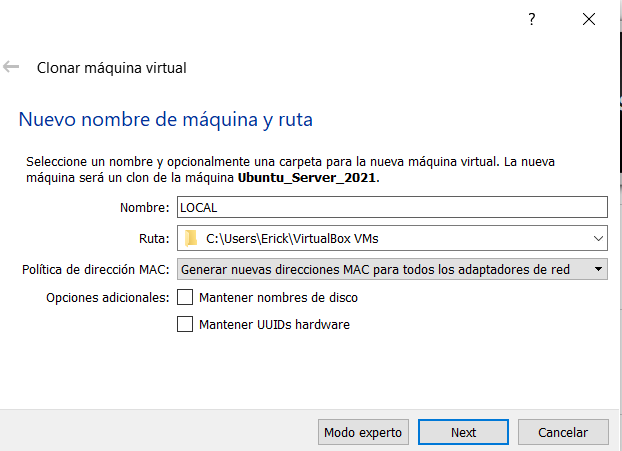 ?
Clonar máquina virtual
Nuevo nombre de máquina y ruta
Seleccione un nombre y opcionalmente una carpeta para la nueva máquina virtual. La nueva
máquina será un clon de la máquina Ubuntu_Server_2021.
Nombre: LOCAL
Ruta: C:\Users\Erick\VirtualBox VMs
Política de dirección MAC: Generar nuevas direcciones MAC para todos los adaptadores de red
Opciones adicionales: Mantener nombres de disco
Mantener UUIDs hardware
Modo experto Next Cancelar